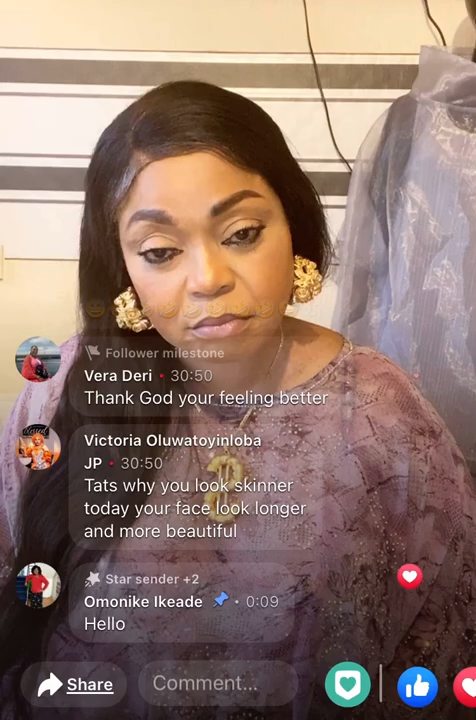 Follower milestone
Vera Deri • 30:50
Thank God your feeling better
Victoria Oluwatoyinloba
JP • 30:50
Tats why you look skinner
today your face look longer
and more beautiful
Star sender +2
Omonike Ikeade • 0:09
Hello
Share
Comment...